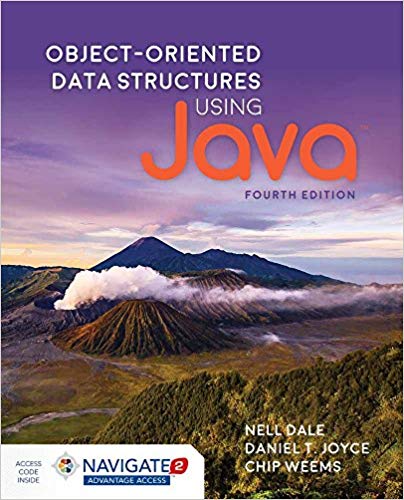 OBJECT-ORIENTED
DATA STRUCTURES
USING
Java™
FOURTH EDITION
NELL DALE
DANIEL T. JOYCE
CHIP WEEMS
ACCESS
CODE
INSIDE
NAVIGATE 2
ADVANTAGE ACCESS